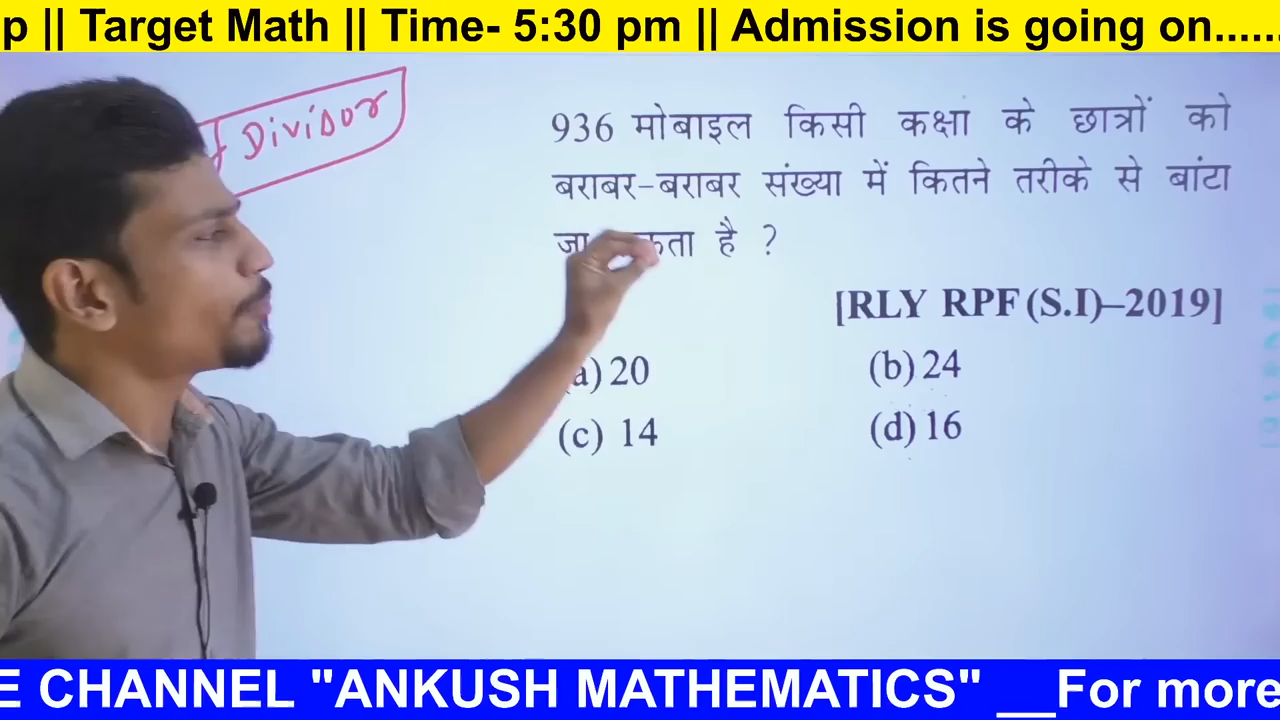 p || Target Math || Time- 5:30 pm || Admission is going on......
f Divisor
936 मोबाइल किसी कक्षा के छात्रों को
बराबर-बराबर संख्या में कितने तरीके से बांटा
जा कता है ?
[RLY RPF (S.I)–2019]
a) 20 (b) 24
(c) 14 (d) 16
E CHANNEL "ANKUSH MATHEMATICS" __For more